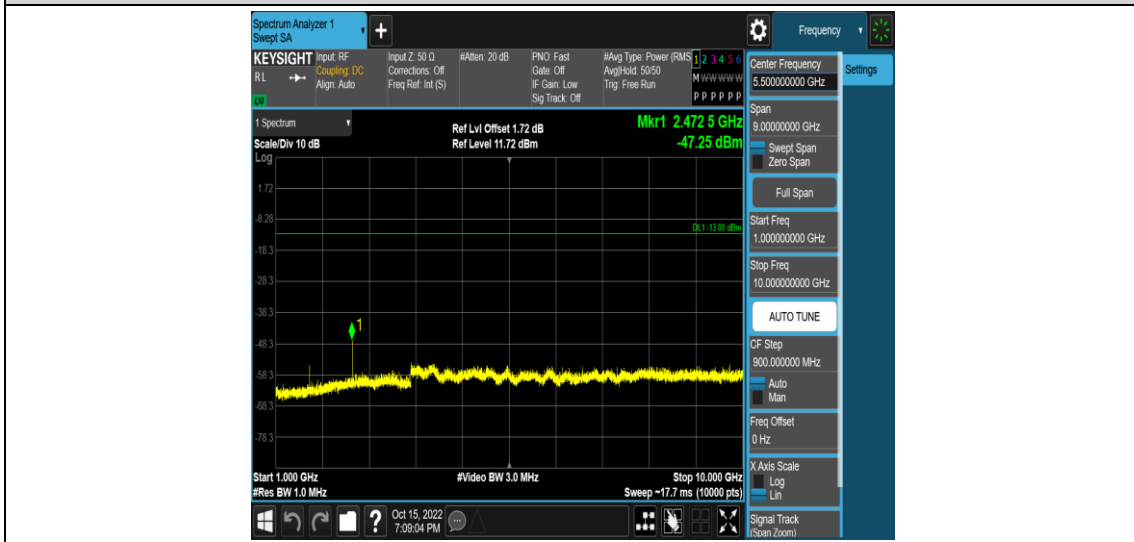 Spectrum Analyzer 1
Swept SA
+
Frequency
KEYSIGHT
RL
LXI
Input: RF
Coupling: DC
Align: Auto
Input Z: 50 Ω
Corrections: Off
Freq Ref: Int (S)
#Atten: 20 dB
PNO: Fast
Gate: Off
IF Gain: Low
Sig Track: Off
#Avg Type: Power (RMS
Avg|Hold: 50/50
Trig: Free Run
1 2 3 4 5 6
M W W W W W
P P P P P P
Center Frequency
5.50000000 GHz
Settings
Span
9.00000000 GHz
Swept Span
Zero Span
Full Span
Start Freq
1.000000000 GHz
Stop Freq
10.000000000 GHz
AUTO TUNE
CF Step
900.000000 MHz
Auto
Man
Freq Offset
0 Hz
X Axis Scale
Log
Lin
Signal Track
(Span Zoom)
1 Spectrum
Scale/Div 10 dB
Log
Ref Lvl Offset 1.72 dB
Ref Level 11.72 dBm
Mkr1 2.472 5 GHz
-47.25 dBm
1.72
-8.28
DL1 -13.00 dBm
-18.3
-28.3
-38.3
1
-48.3
-58.3
-68.3
-78.3
Start 1.000 GHz
#Res BW 1.0 MHz
#Video BW 3.0 MHz
Stop 10.000 GHz
Sweep ~17.7 ms (10000 pts)
?
Oct 15, 2022
7:09:04 PM